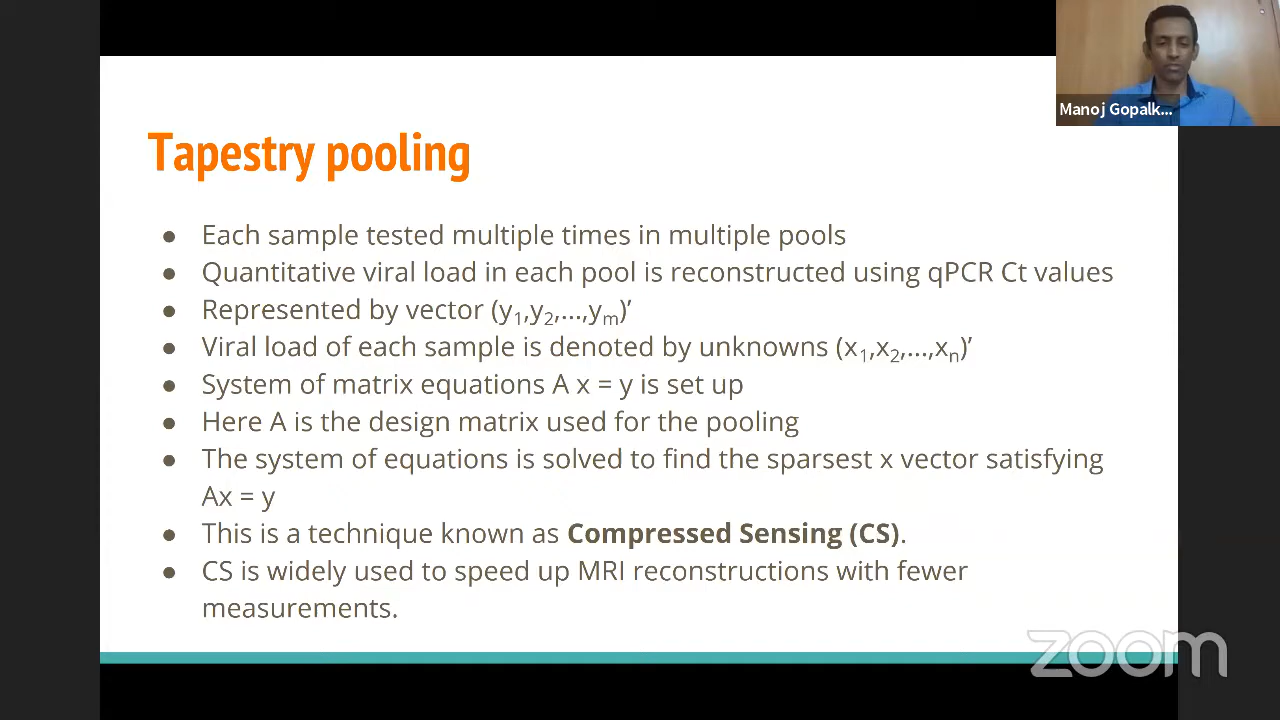 Manoj Gopalk...
Tapestry pooling
● Each sample tested multiple times in multiple pools
● Quantitative viral load in each pool is reconstructed using qPCR Ct values
● Represented by vector (y₁,y₂,...,yₘ)’
● Viral load of each sample is denoted by unknowns (x₁,x₂,...,xₙ)’
● System of matrix equations A x = y is set up
● Here A is the design matrix used for the pooling
● The system of equations is solved to find the sparsest x vector satisfying
Ax = y
● This is a technique known as Compressed Sensing (CS).
● CS is widely used to speed up MRI reconstructions with fewer
measurements.
zoom